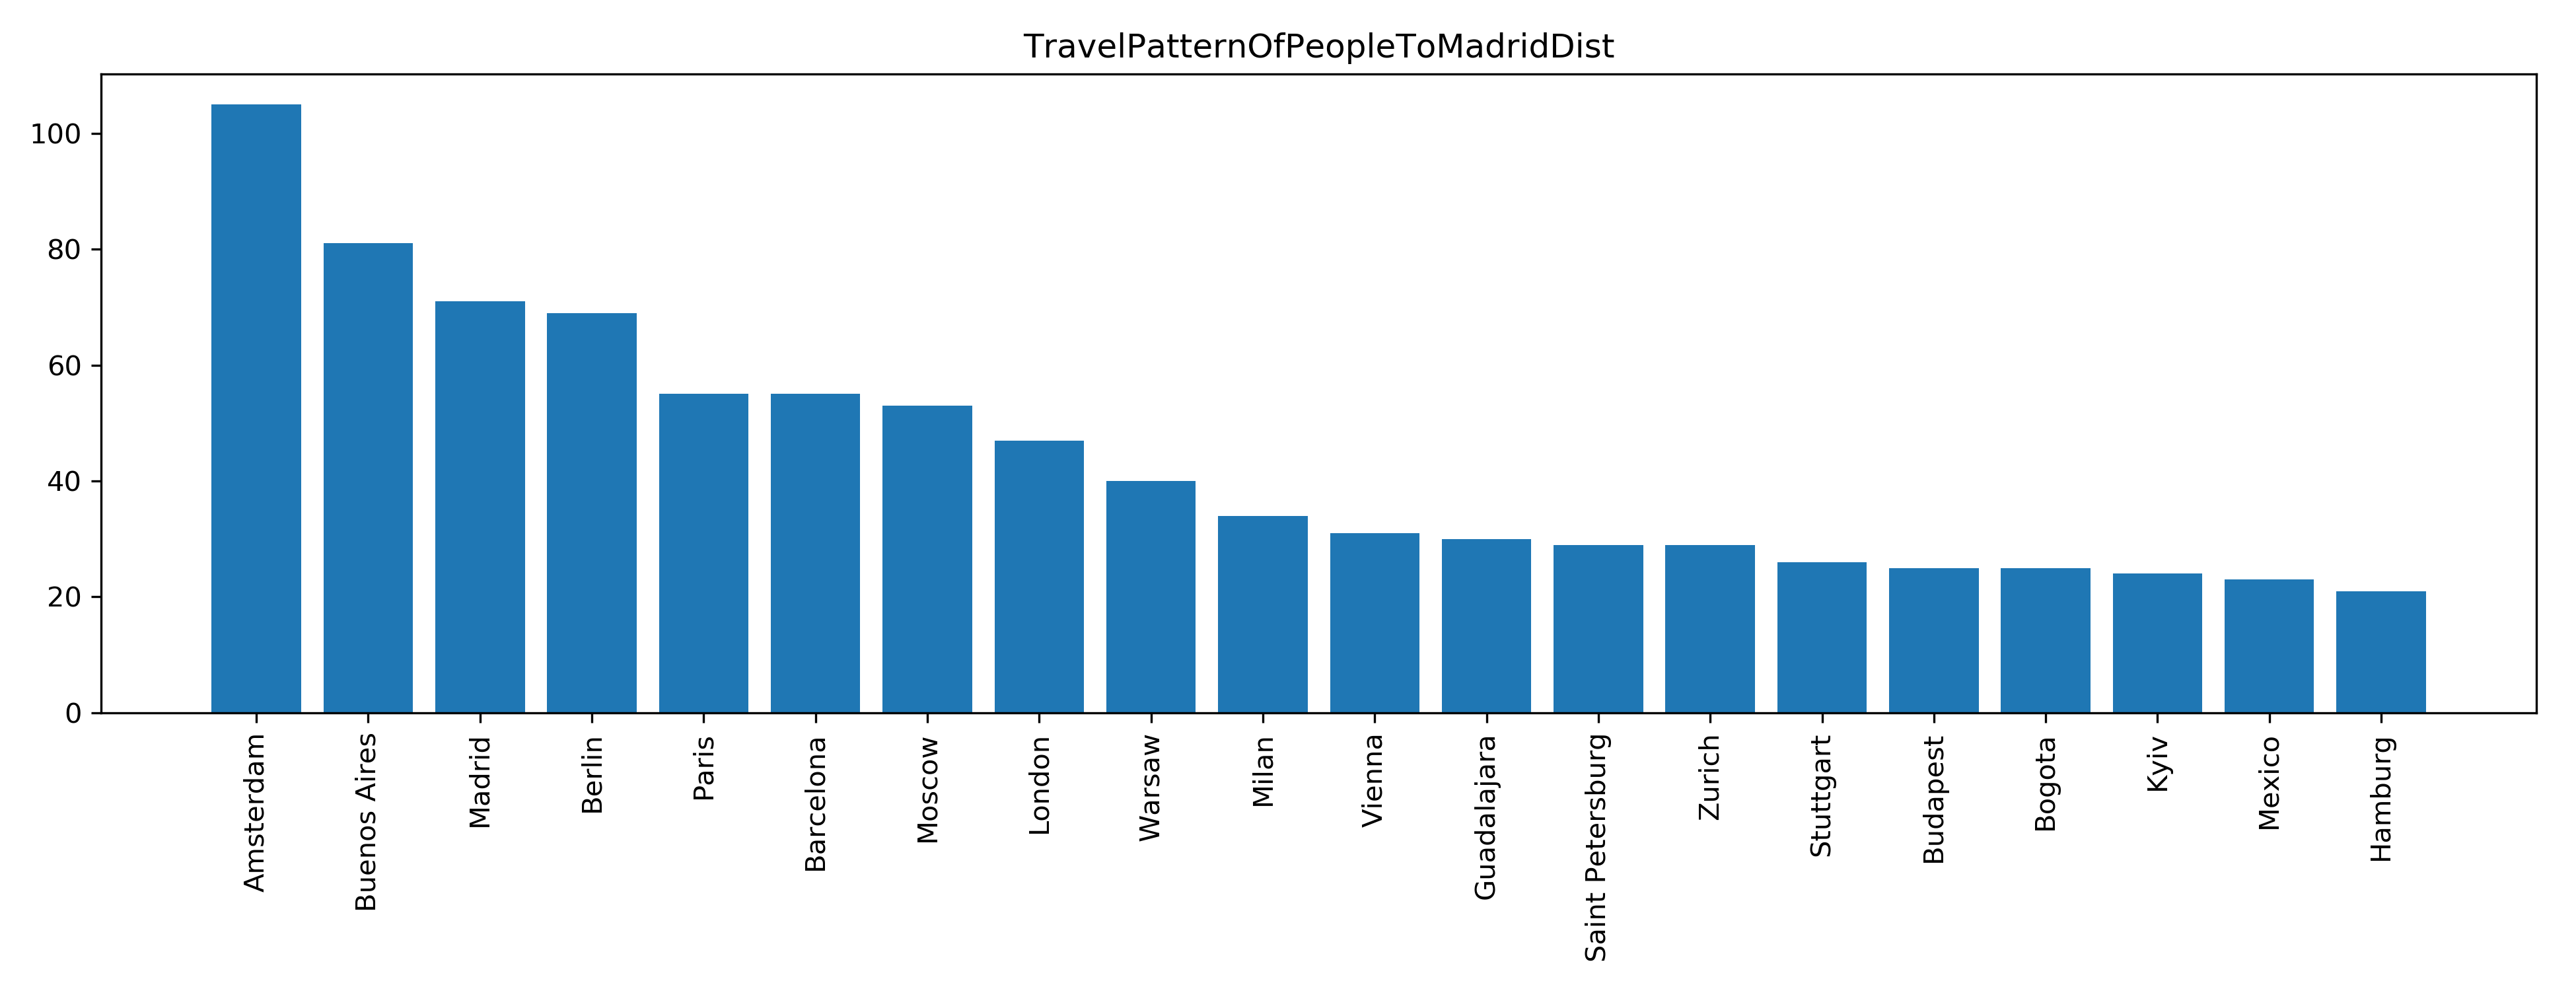 TravelPatternOfPeopleToMadridDist
100
80
60
40
20
0
Amsterdam
Buenos Aires
Madrid
Berlin
Paris
Barcelona
Moscow
London
Warsaw
Milan
Vienna
Guadalajara
Saint Petersburg
Zurich
Stuttgart
Budapest
Bogota
Kyiv
Mexico
Hamburg